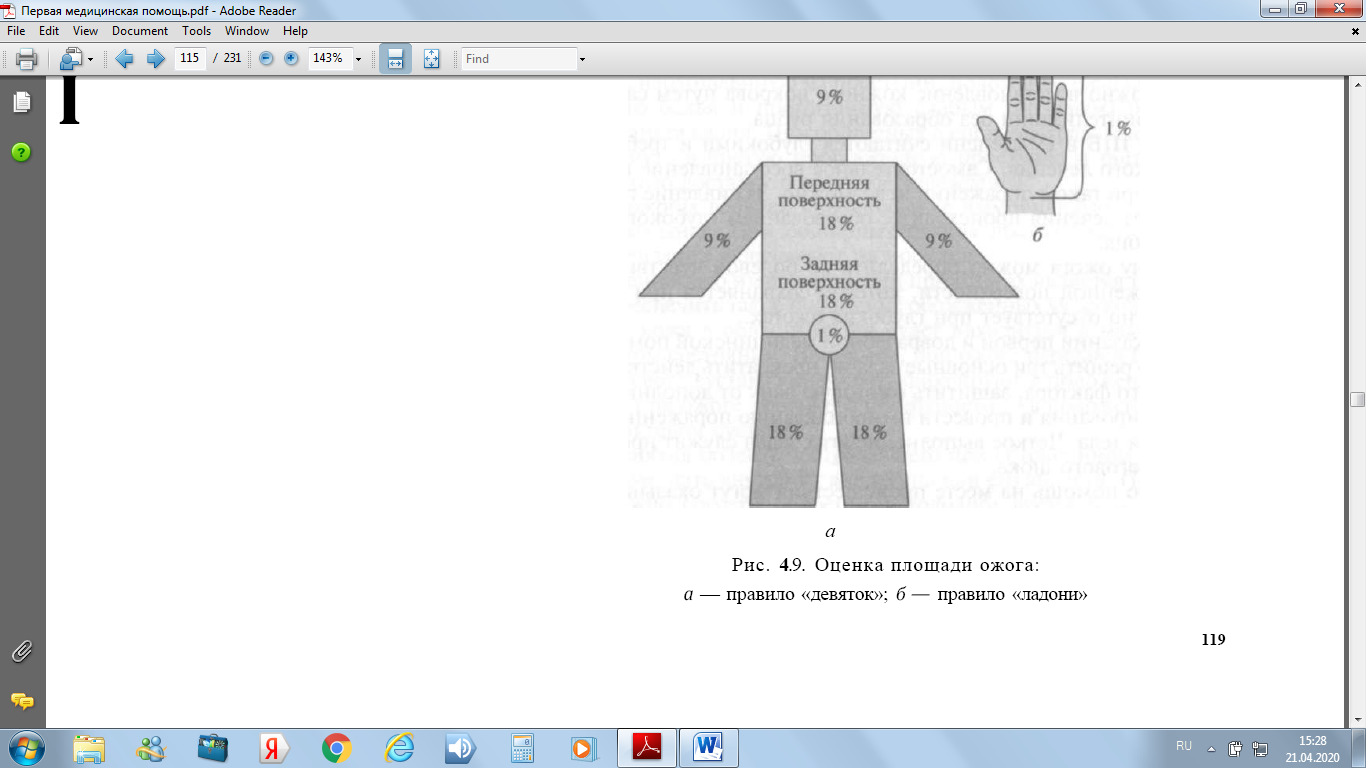 Первая медицинская помощь.pdf - Adobe Reader
File Edit View Document Tools Window Help
115 / 231 143% Find
9%
1%
Передняя
поверхность
18%
б
9%
9%
Задняя
поверхность
18%
1%
18%
18%
а
Рис. 4.9. Оценка площади ожога:
а — правило «девяток»; б — правило «ладони»
119
RU
15:28
21.04.2020